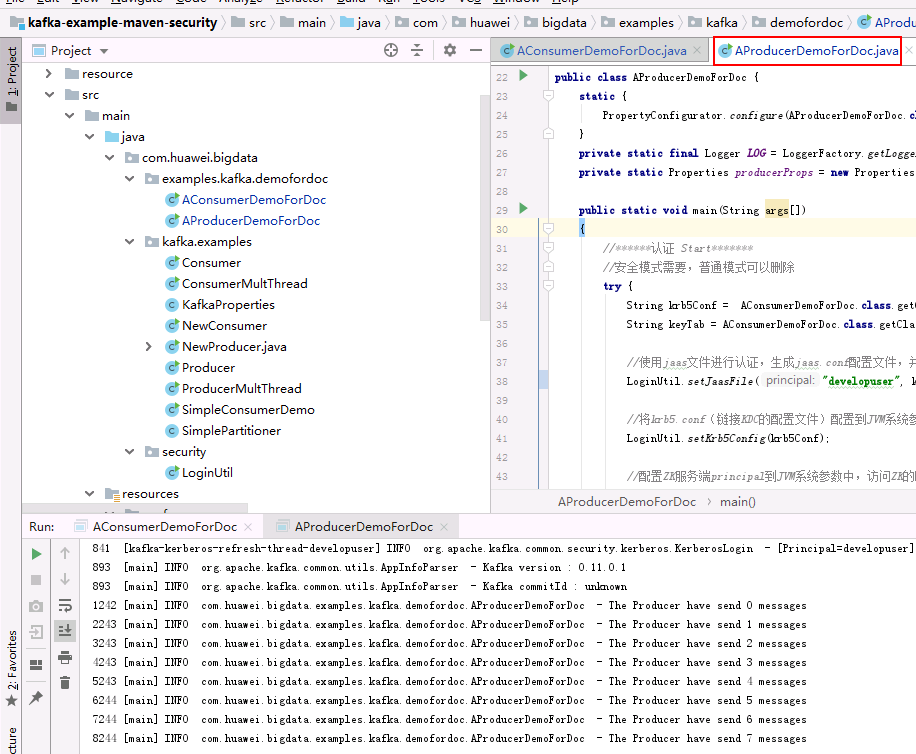 File Edit View Navigate Code Analyze Refactor Build Run Tools VCS Window Help
kafka-example-maven-security src main java com huawei bigdata examples kafka demofordoc AProdu
1: Project
Project
AConsumerDemoForDoc.java
AProducerDemoForDoc.java
resource
src
main
java
com.huawei.bigdata
examples.kafka.demofordoc
AConsumerDemoForDoc
AProducerDemoForDoc
kafka.examples
Consumer
ConsumerMultThread
KafkaProperties
NewConsumer
NewProducer.java
Producer
ProducerMultThread
SimpleConsumerDemo
SimplePartitioner
security
LoginUtil
resources
22 public class AProducerDemoForDoc {
23 static {
24 PropertyConfigurator.configure(AProducerDemoForDoc.cl
25 }
26 private static final Logger LOG = LoggerFactory.getLogge
27 private static Properties producerProps = new Properties
28
29 public static void main(String args[])
30 {
31 //******认证 Start*******
32 //安全模式需要，普通模式可以删除
33 try {
34 String krb5Conf = AConsumerDemoForDoc.class.getC
35 String keyTab = AConsumerDemoForDoc.class.getCla
36
37 //使用jaas文件进行认证，生成jaas.conf配置文件，并
38 LoginUtil.setJaasFile( principal: "developuser", k
39
40 //将krb5.conf（链接KDC的配置文件）配置到JVM系统参
41 LoginUtil.setKrb5Config(krb5Conf);
42
43 //配置ZK服务端principal到JVM系统参数中，访问ZK的
AProducerDemoForDoc main()
Run: AConsumerDemoForDoc AProducerDemoForDoc
841 [kafka-kerberos-refresh-thread-developuser] INFO org.apache.kafka.common.security.kerberos.KerberosLogin - [Principal=developuser]
893 [main] INFO org.apache.kafka.common.utils.AppInfoParser - Kafka version : 0.11.0.1
893 [main] INFO org.apache.kafka.common.utils.AppInfoParser - Kafka commitId : unknown
1242 [main] INFO com.huawei.bigdata.examples.kafka.demofordoc.AProducerDemoForDoc - The Producer have send 0 messages
2243 [main] INFO com.huawei.bigdata.examples.kafka.demofordoc.AProducerDemoForDoc - The Producer have send 1 messages
3243 [main] INFO com.huawei.bigdata.examples.kafka.demofordoc.AProducerDemoForDoc - The Producer have send 2 messages
4243 [main] INFO com.huawei.bigdata.examples.kafka.demofordoc.AProducerDemoForDoc - The Producer have send 3 messages
5243 [main] INFO com.huawei.bigdata.examples.kafka.demofordoc.AProducerDemoForDoc - The Producer have send 4 messages
6244 [main] INFO com.huawei.bigdata.examples.kafka.demofordoc.AProducerDemoForDoc - The Producer have send 5 messages
7244 [main] INFO com.huawei.bigdata.examples.kafka.demofordoc.AProducerDemoForDoc - The Producer have send 6 messages
8244 [main] INFO com.huawei.bigdata.examples.kafka.demofordoc.AProducerDemoForDoc - The Producer have send 7 messages
2: Favorites
cture